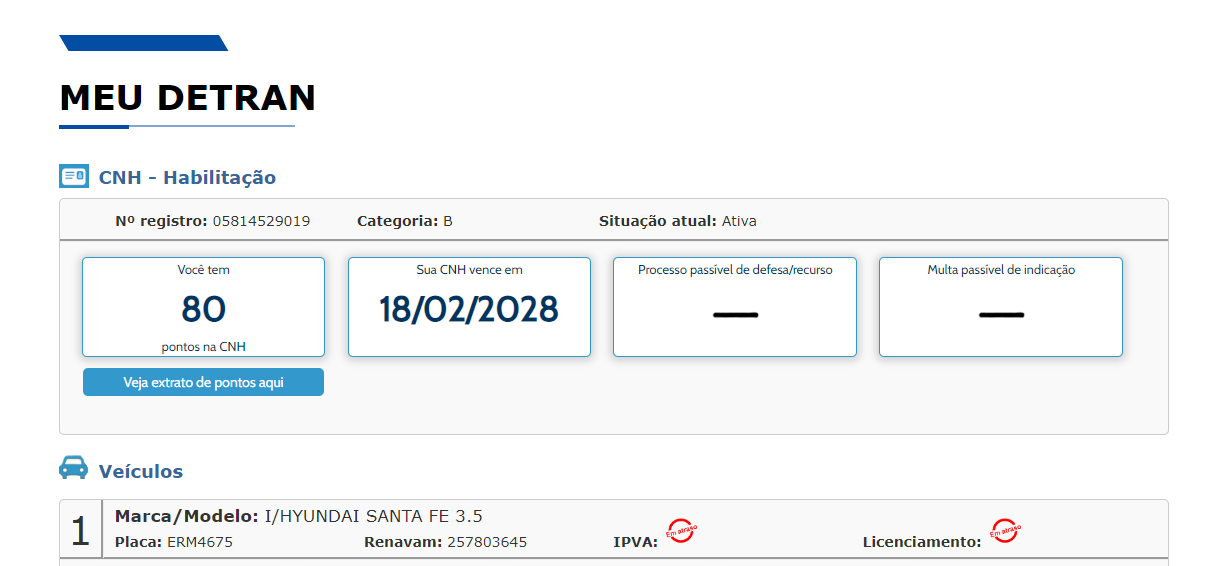 MEU DETRAN
CNH - Habilitação
Nº registro: 05814529019 Categoria: B Situação atual: Ativa
Você tem
80
pontos na CNH
Sua CNH vence em
18/02/2028
Processo passível de defesa/recurso
Multa passível de indicação
Veja extrato de pontos aqui
Veículos
1
Marca/Modelo: I/HYUNDAI SANTA FE 3.5
Placa: ERM4675 Renavam: 257803645 IPVA: Em atraso Licenciamento: Em atraso